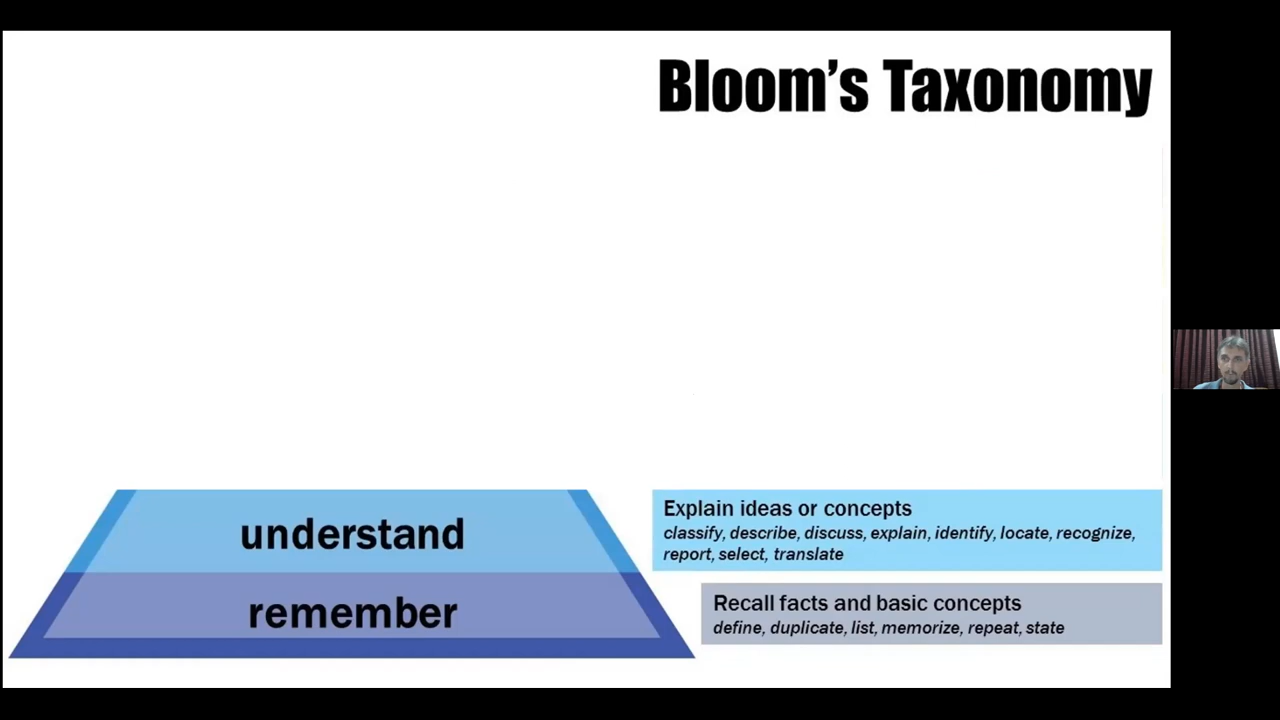 Bloom’s Taxonomy
understand
Explain ideas or concepts
classify, describe, discuss, explain, identify, locate, recognize,
report, select, translate
remember
Recall facts and basic concepts
define, duplicate, list, memorize, repeat, state